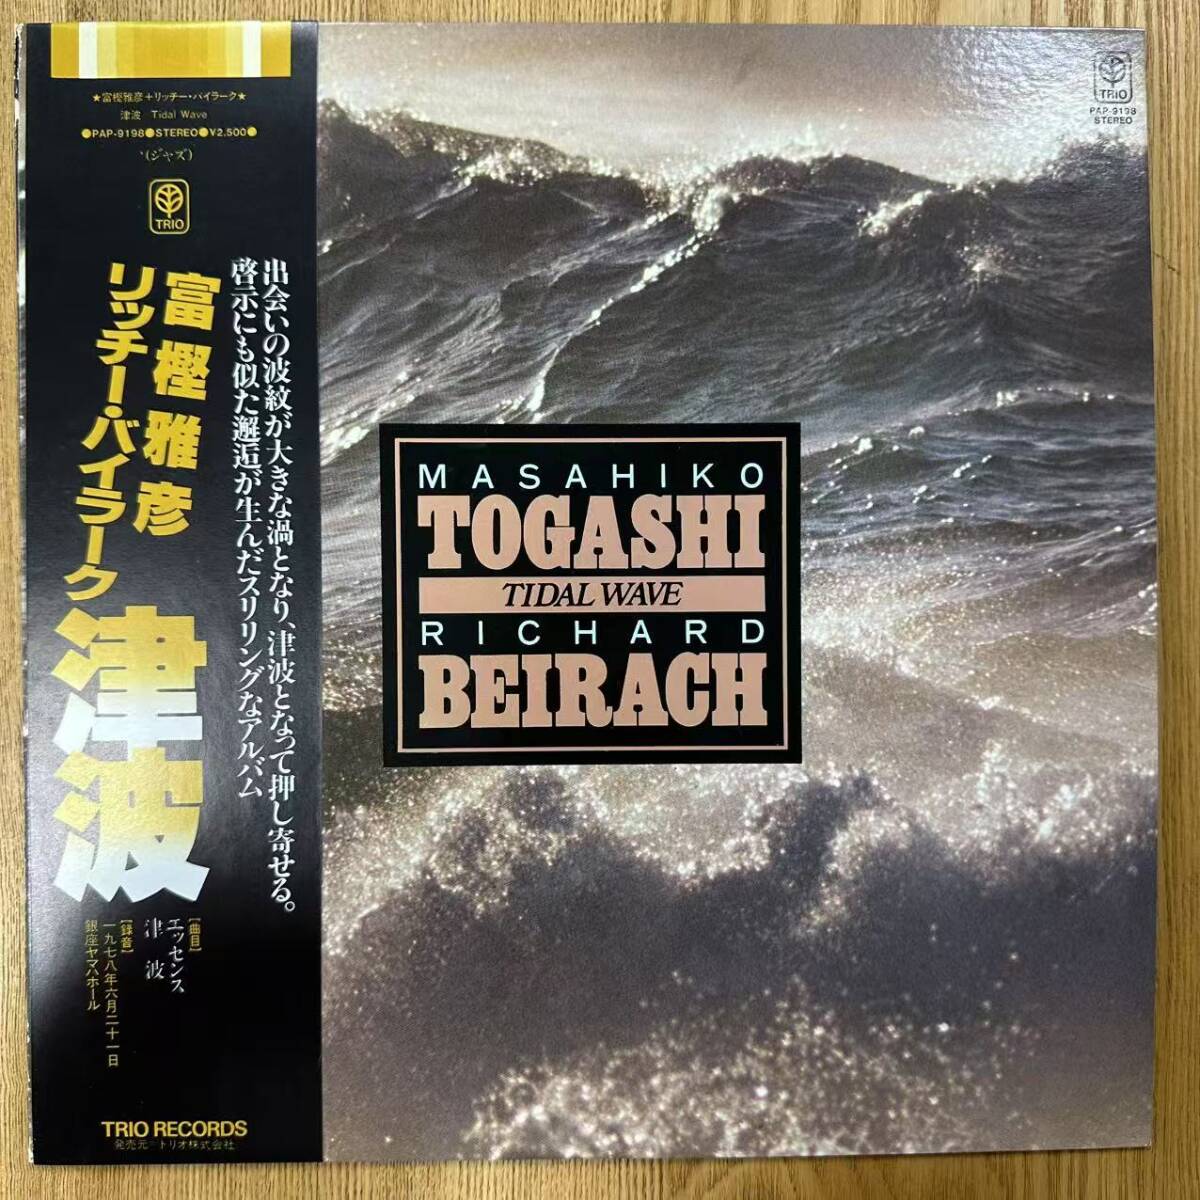 ★富樫雅彦+リッチー・バイラーク★
津波 Tidal Wave
●PAP-9198●STEREO●¥2,500●
(ジャズ)
TRIO
出会いの波紋が大きな渦となり、津波となって押し寄せる。
啓示にも似た邂逅が生んだスリリングなアルバム
富樫雅彦
リッチー・バイラーク
津波
[曲目]
エッセンス
津波
[録音]
一九七八年六月二十一日
銀座ヤマハホール
TRIO RECORDS
発売元=トリオ株式会社
TRIO
PAP-9198
STEREO
MASAHIKO
TOGASHI
TIDAL WAVE
RICHARD
BEIRACH